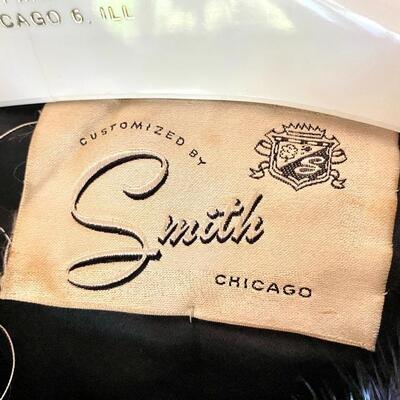 CAGO 6, ILL
CUSTOMIZED BY
Smith
CHICAGO